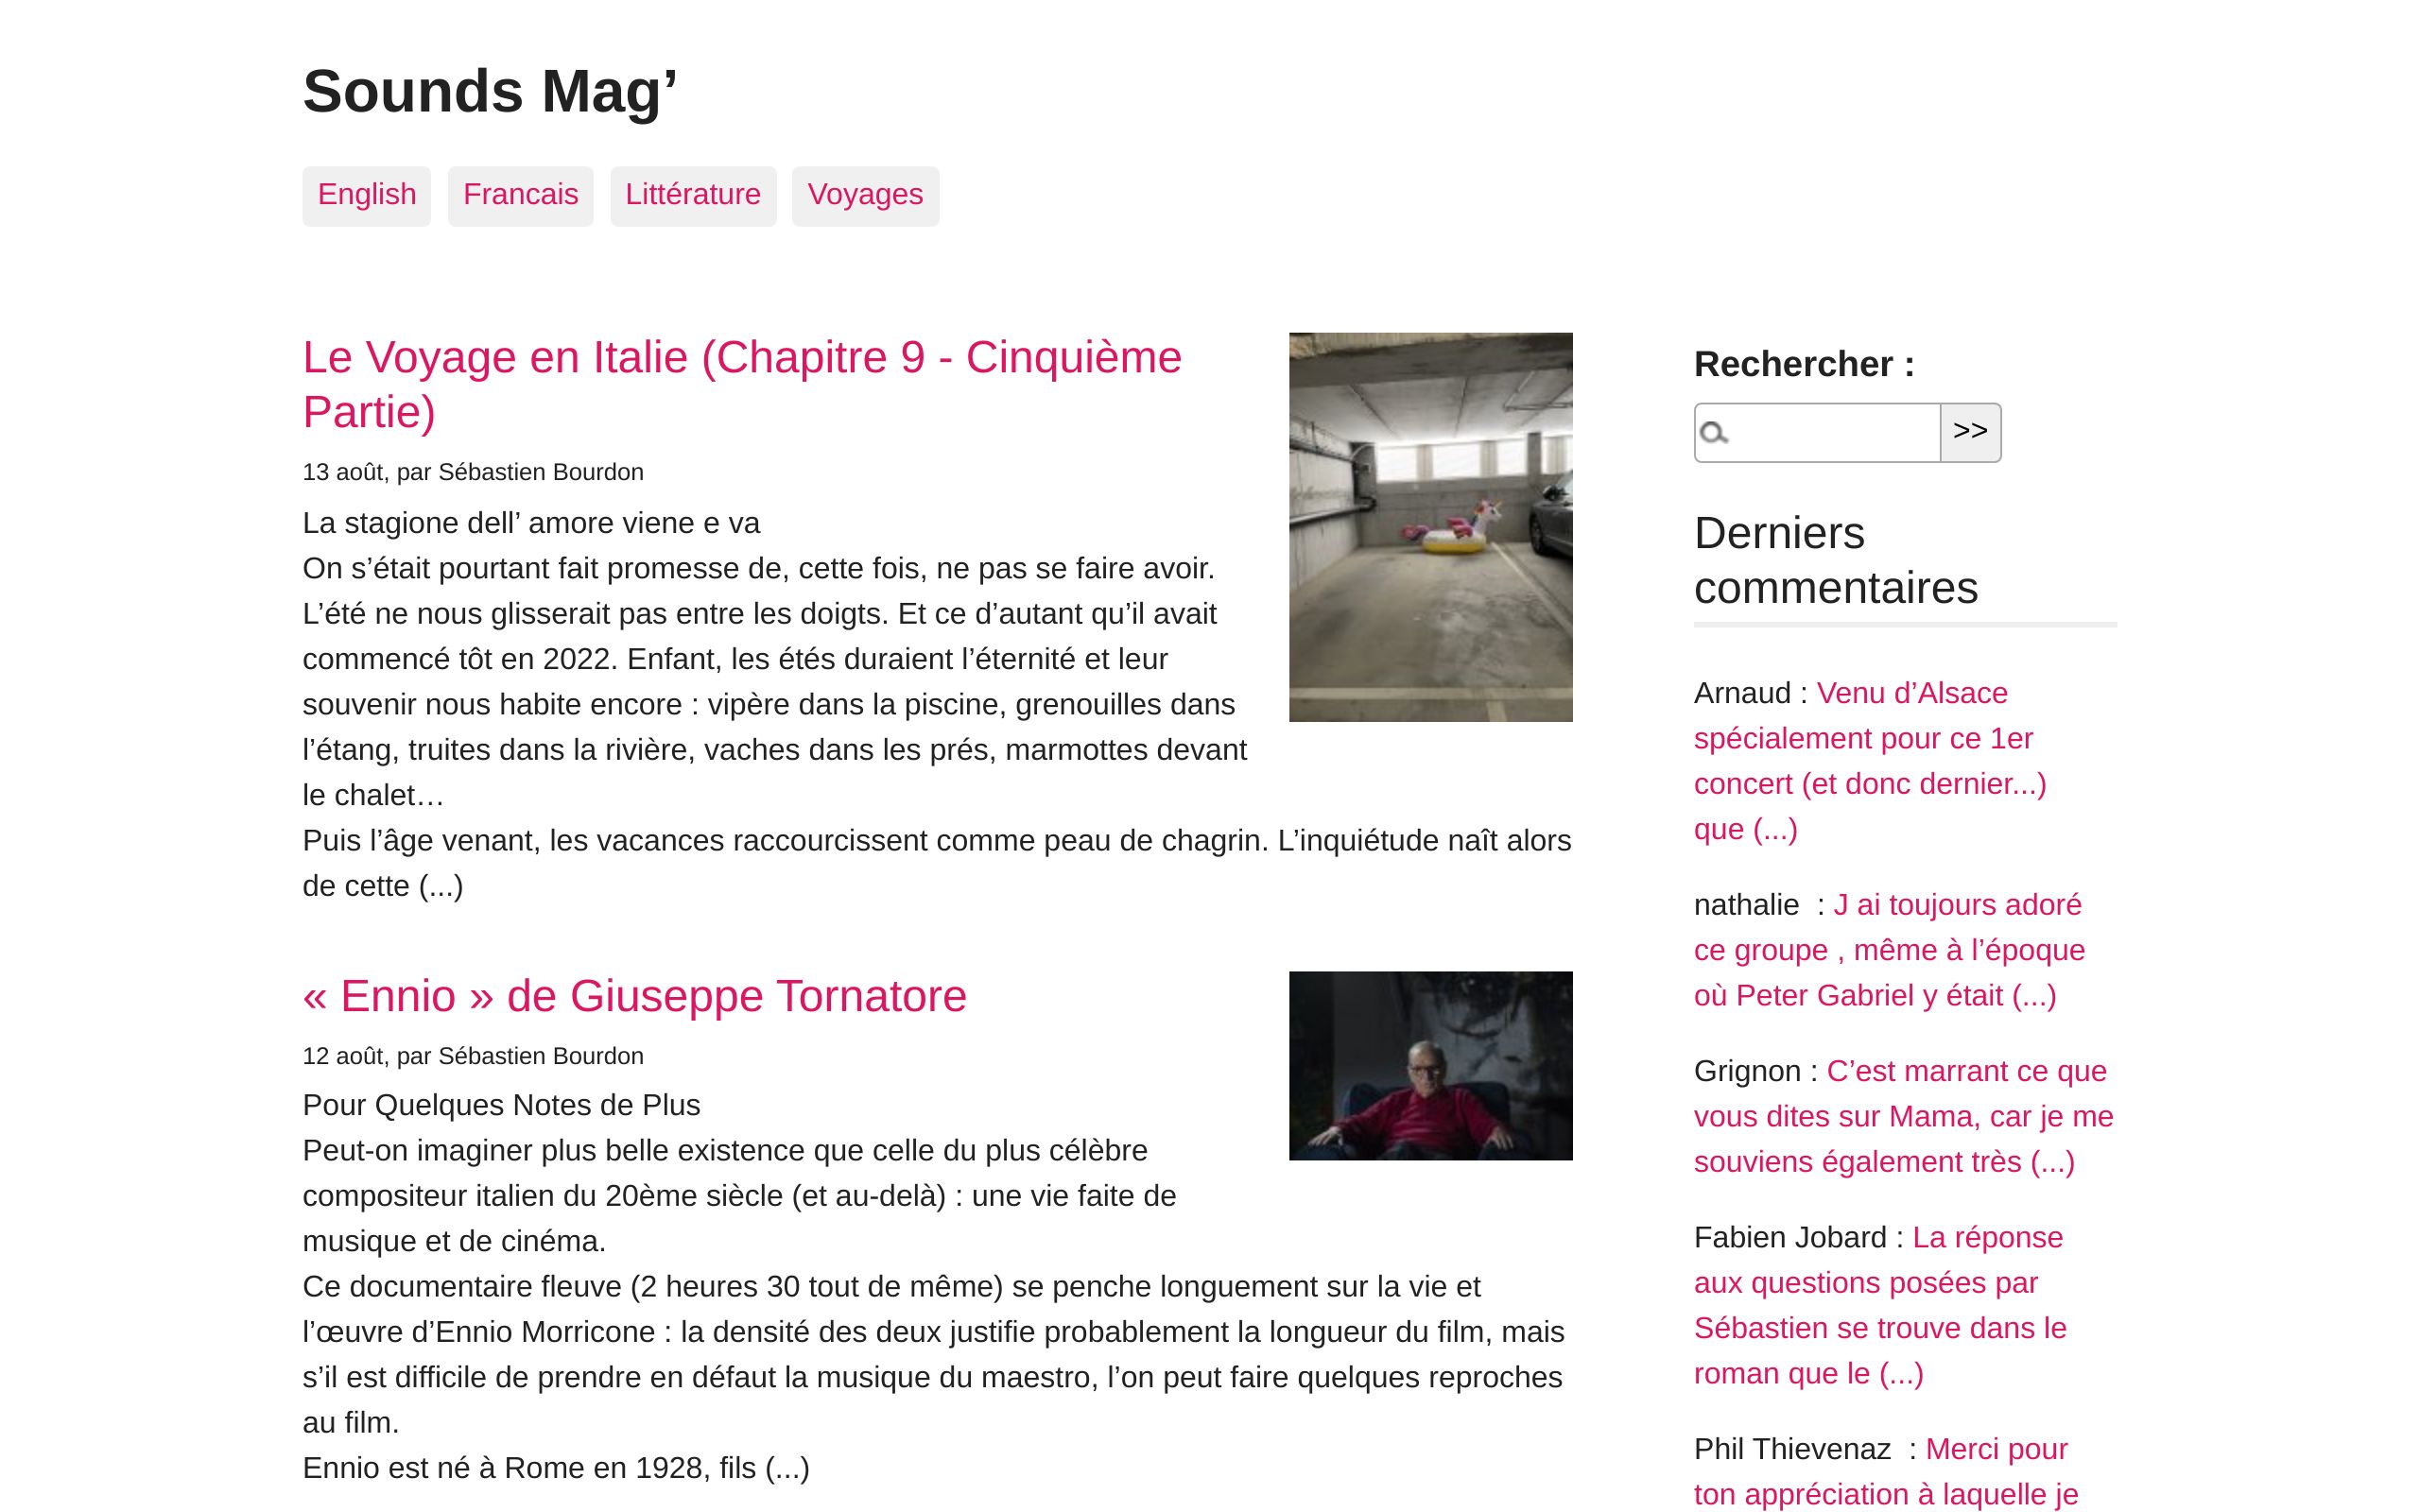 Sounds Mag’
English
Francais
Littérature
Voyages
Le Voyage en Italie (Chapitre 9 - Cinquième
Partie)
13 août, par Sébastien Bourdon
La stagione dell’ amore viene e va
On s’était pourtant fait promesse de, cette fois, ne pas se faire avoir.
L’été ne nous glisserait pas entre les doigts. Et ce d’autant qu’il avait
commencé tôt en 2022. Enfant, les étés duraient l’éternité et leur
souvenir nous habite encore : vipère dans la piscine, grenouilles dans
l’étang, truites dans la rivière, vaches dans les prés, marmottes devant
le chalet…
Puis l’âge venant, les vacances raccourcissent comme peau de chagrin. L’inquiétude naît alors
de cette (...)
« Ennio » de Giuseppe Tornatore
12 août, par Sébastien Bourdon
Pour Quelques Notes de Plus
Peut-on imaginer plus belle existence que celle du plus célèbre
compositeur italien du 20ème siècle (et au-delà) : une vie faite de
musique et de cinéma.
Ce documentaire fleuve (2 heures 30 tout de même) se penche longuement sur la vie et
l’œuvre d’Ennio Morricone : la densité des deux justifie probablement la longueur du film, mais
s’il est difficile de prendre en défaut la musique du maestro, l’on peut faire quelques reproches
au film.
Ennio est né à Rome en 1928, fils (...)
Rechercher :
>>
Derniers
commentaires
Arnaud : Venu d’Alsace
spécialement pour ce 1er
concert (et donc dernier...)
que (...)
nathalie  : J ai toujours adoré
ce groupe , même à l’époque
où Peter Gabriel y était (...)
Grignon : C’est marrant ce que
vous dites sur Mama, car je me
souviens également très (...)
Fabien Jobard : La réponse
aux questions posées par
Sébastien se trouve dans le
roman que le (...)
Phil Thievenaz  : Merci pour
ton appréciation à laquelle je